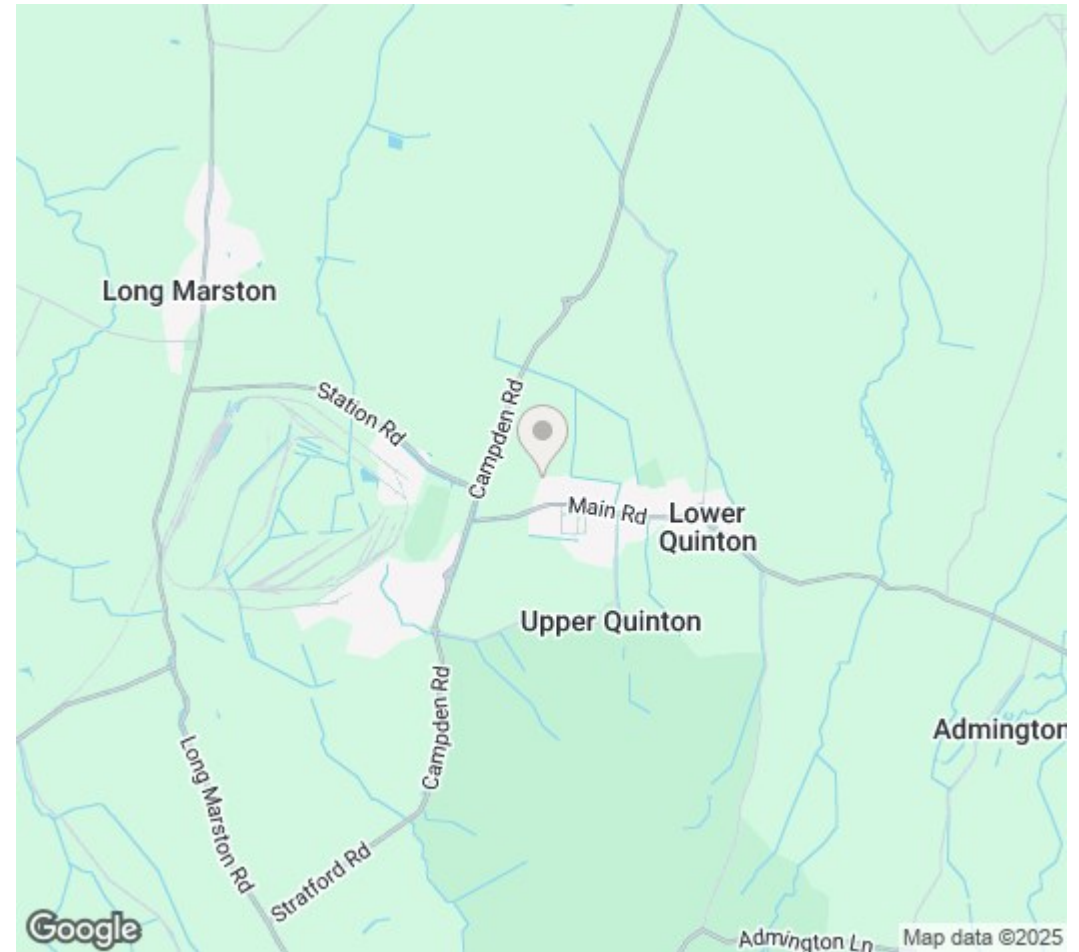 Long Marston
Station Rd
Campden Rd
Main Rd
Lower
Quinton
Upper Quinton
Campden Rd
Admington
Long Marston Rd
Stratford Rd
Google
Admington Ln
Map data ©2025